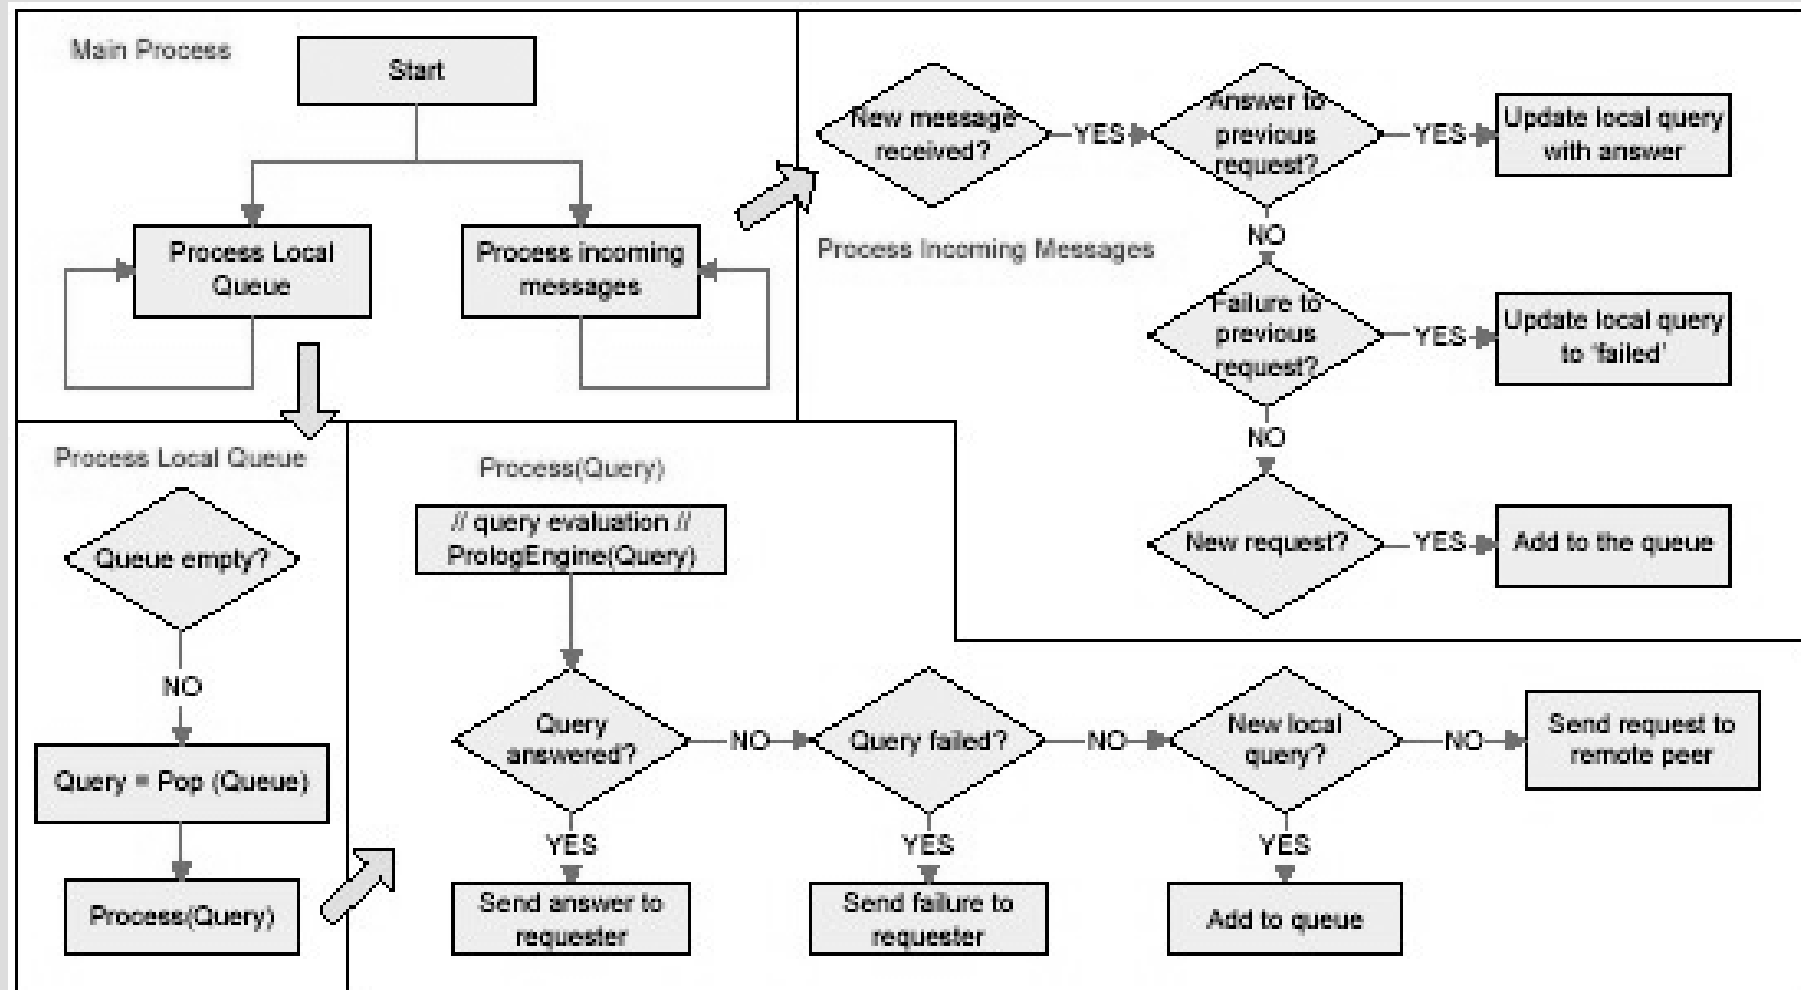 Main Process
Start
Process Local
Queue
Process incoming
messages
New message
received?
YES
Answer to
previous
request?
YES
Update local query
with answer
NO
Process Incoming Messages
Failure to
previous
request?
YES
Update local query
to 'failed'
NO
New request?
YES
Add to the queue
Process Local Queue
Queue empty?
NO
Query = Pop (Queue)
Process(Query)
Process(Query)
// query evaluation //
PrologEngine(Query)
Query
answered?
NO
Query failed?
NO
New local
query?
NO
Send request to
remote peer
YES
YES
YES
Send answer to
requester
Send failure to
requester
Add to queue